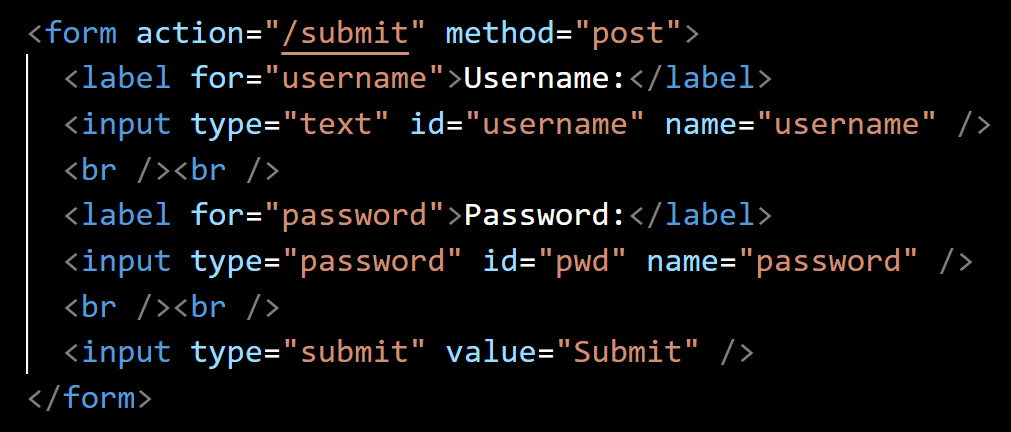 <form action="/submit" method="post">
<label for="username">Username:</label>
<input type="text" id="username" name="username" />
<br /><br />
<label for="password">Password:</label>
<input type="password" id="pwd" name="password" />
<br /><br />
<input type="submit" value="Submit" />
</form>